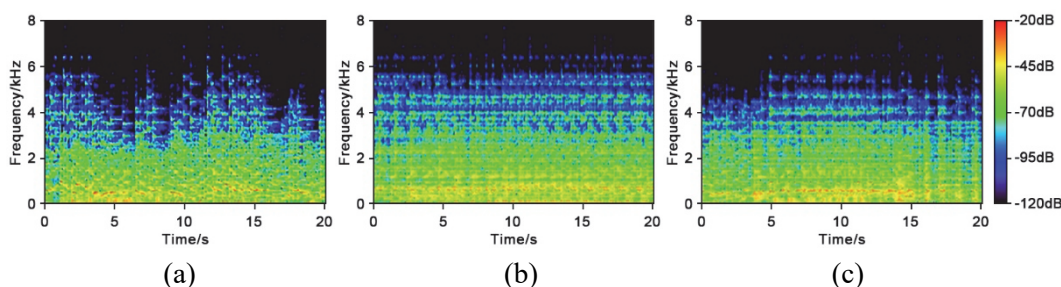 8 6 4 2 0 Frequency/kHz 0 5 10 15 20 Time/s
8 6 4 2 0 Frequency/kHz 0 5 10 15 20 Time/s
8 6 4 2 0 Frequency/kHz 0 5 10 15 20 Time/s
-20dB
-45dB
-70dB
-95dB
-120dB
(a) (b) (c)